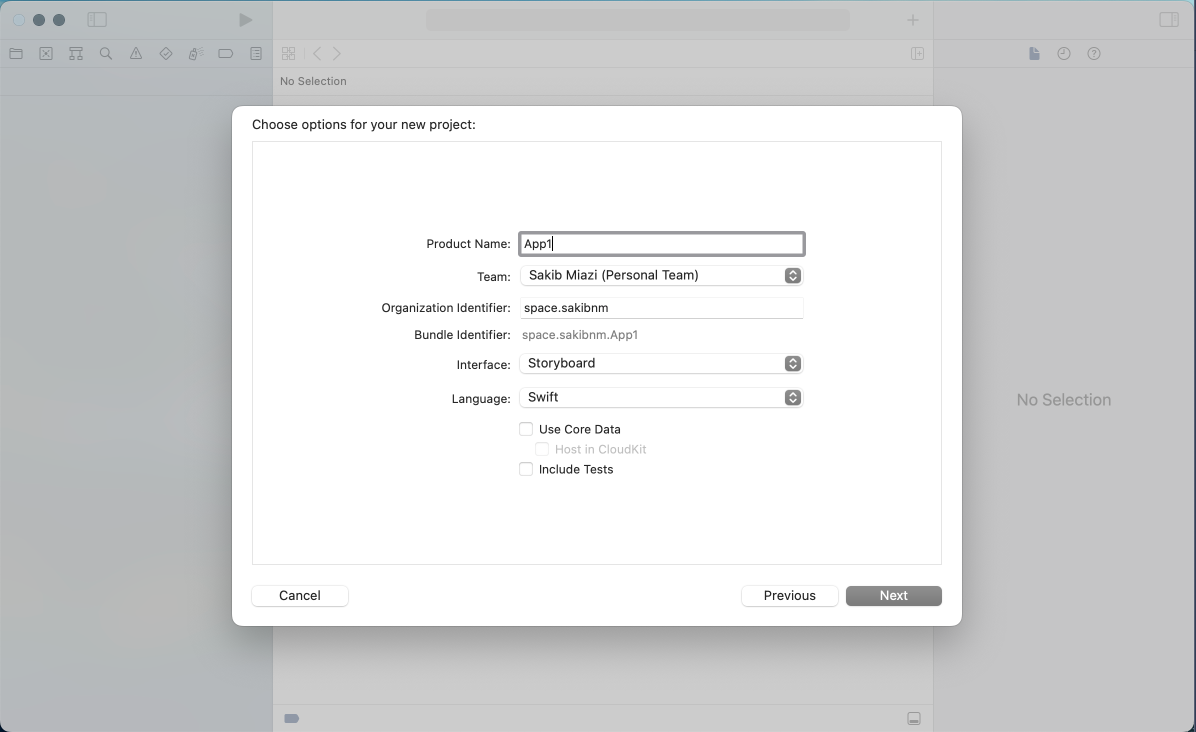 No Selection
Choose options for your new project:
Product Name: App1
Team: Sakib Miazi (Personal Team)
Organization Identifier: space.sakibnm
Bundle Identifier: space.sakibnm.App1
Interface: Storyboard
No Selection
Language: Swift
Use Core Data
Host in CloudKit
Include Tests
Cancel Previous Next